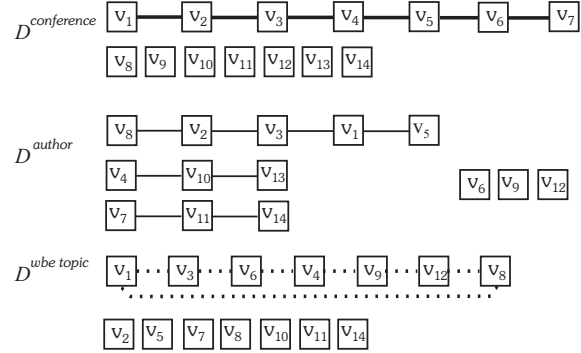 D^conference v1 v2 v3 v4 v5 v6 v7
v8 v9 v10 v11 v12 v13 v14
D^author v8 v2 v3 v1 v5
v4 v10 v13 v6 v9 v12
v7 v11 v14
D^wbe topic v1 v3 v6 v4 v9 v12 v8
v2 v5 v7 v8 v10 v11 v14